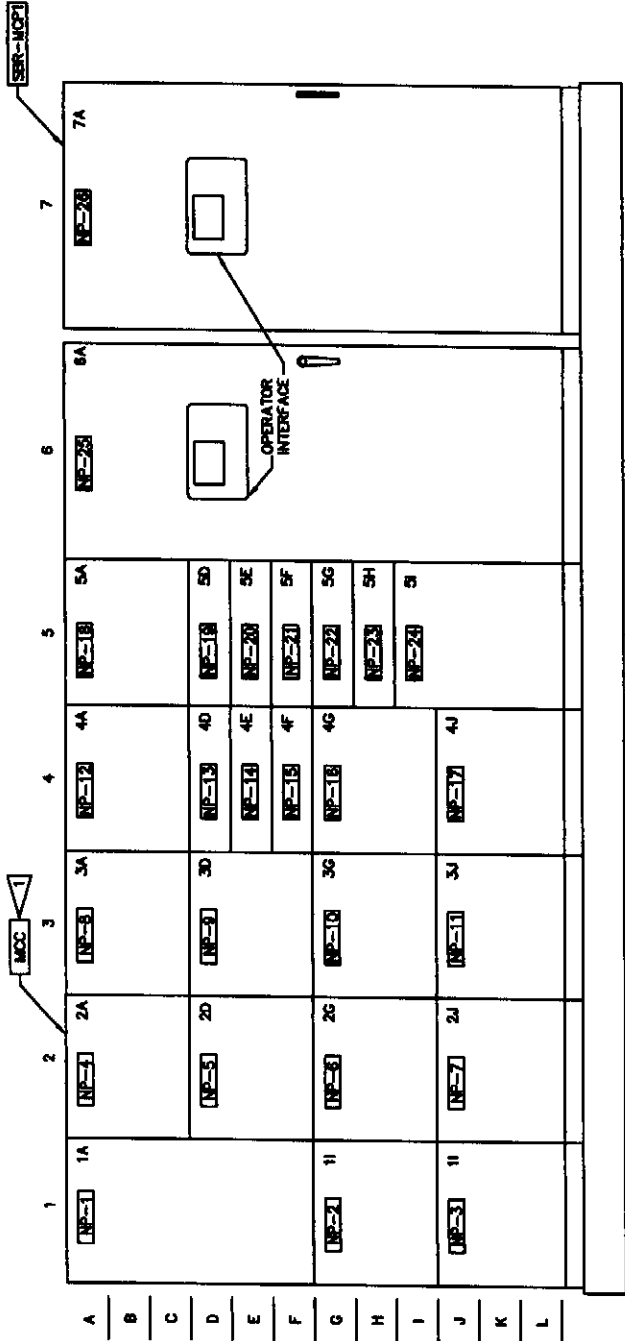 SBR-MCP1
MCC 1
1 2 3 4 5 6 7
A
B
C
D
E
F
G
H
I
J
K
L
NP-1 1A
NP-2 1I
NP-3 1I
NP-4 2A
NP-5 2D
NP-6 2G
NP-7 2J
NP-8 3A
NP-9 3D
NP-10 3G
NP-11 3J
NP-12 4A
NP-13 4D
NP-14 4E
NP-15 4F
NP-16 4G
NP-17 4J
NP-18 5A
NP-19 5D
NP-20 5E
NP-21 5F
NP-22 5G
NP-23 5H
NP-24 5I
NP-25 6A
OPERATOR
INTERFACE
NP-26 7A